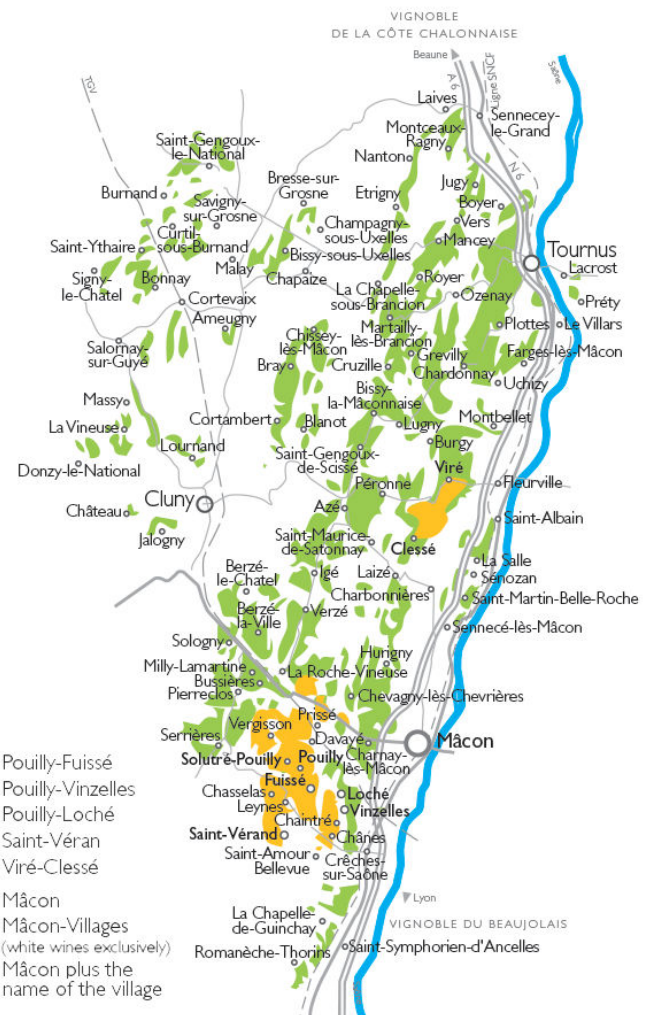 VIGNOBLE
DE LA CÔTE CHALONNAISE
Beaune
A 6
Ligne SNCF
Saône
TGV
Laives
Sennecey-
le-Grand
Montceaux-
Ragny
Saint-Gengoux-
le-National
Nanton
Bresse-sur-
Grosne
Jugy
N 6
Burnand
Savigny-
sur-Grosne
Etrigny
Boyer
Champagny-
sous-Uxelles
Vers
Curtil-
sous-Burnand
Mancey
Saint-Ythaire
Bissy-sous-Uxelles
Tournus
Malay
Lacrost
Signy-
le-Chatel
Bonnay
Chapaize
Royer
La Chapelle-
sous-Brancion
Ozenay
Cortevaix
Préty
Ameugny
Martailly-
lès-Brancion
Plottes
Le Villars
Chissey-
lès-Mâcon
Salornay-
sur-Guyé
Grevilly
Farges-lès-Mâcon
Bray
Cruzille
Chardonnay
Uchizy
Bissy-
la-Mâconnaise
Massy
Cortambert
Blanot
Lugny
Montbellet
La Vineuse
Burgy
Lournand
Saint-Gengoux-
de-Scissé
Donzy-le-National
Viré
Péronne
Fleurville
Cluny
Azé
Château
Saint-Albain
Jalogny
Saint-Maurice-
de-Satonnay
Clessé
Berzé-
le-Chatel
Igé
Laizé
La Salle
Senozan
Charbonnières
Saint-Martin-Belle-Roche
Berzé-
la-Ville
Verzé
Sennecé-lès-Mâcon
Sologny
Hurigny
Milly-Lamartine
La Roche-Vineuse
Bussières
Pierreclos
Chevagny-lès-Chevrières
Prissé
Vergisson
Serrières
Davayé
Mâcon
Charnay-
lès-Mâcon
Solutré-Pouilly
Pouilly
Fuissé
Chasselas
Loché
Leynes
Vinzelles
Chaintré
Saint-Vérand
Chânes
Saint-Amour
Bellevue
Crêches-
sur-Saône
Lyon
La Chapelle-
de-Guinchay
VIGNOBLE DU BEAUJOLAIS
Saint-Symphorien-d'Ancelles
Romanèche-Thorins
Pouilly-Fuissé
Pouilly-Vinzelles
Pouilly-Loché
Saint-Véran
Viré-Clessé
Mâcon
Mâcon-Villages
(white wines exclusively)
Mâcon plus the
name of the village